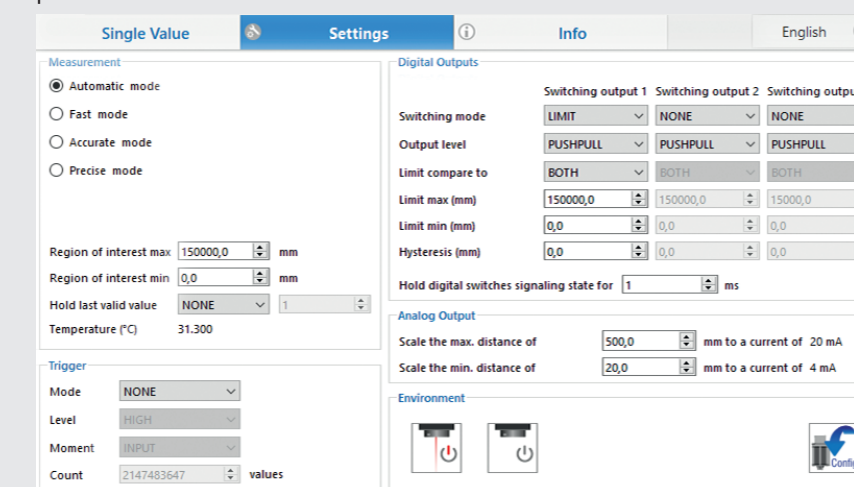 Single Value
Settings
Info
English
Measurement
Automatic mode
Fast mode
Accurate mode
Precise mode
Region of interest max 150000,0 mm
Region of interest min 0,0 mm
Hold last valid value NONE 1
Temperature (°C) 31.300
Trigger
Mode NONE
Level HIGH
Moment INPUT
Count 2147483647 values
Digital Outputs
Switching output 1 Switching output 2 Switching outpu
Switching mode LIMIT NONE NONE
Output level PUSHPULL PUSHPULL PUSHPULL
Limit compare to BOTH BOTH BOTH
Limit max (mm) 150000,0 150000,0 15000,0
Limit min (mm) 0,0 0,0 0,0
Hysteresis (mm) 0,0 0,0 0,0
Hold digital switches signaling state for 1 ms
Analog Output
Scale the max. distance of 500,0 mm to a current of 20 mA
Scale the min. distance of 20,0 mm to a current of 4 mA
Environment
Config